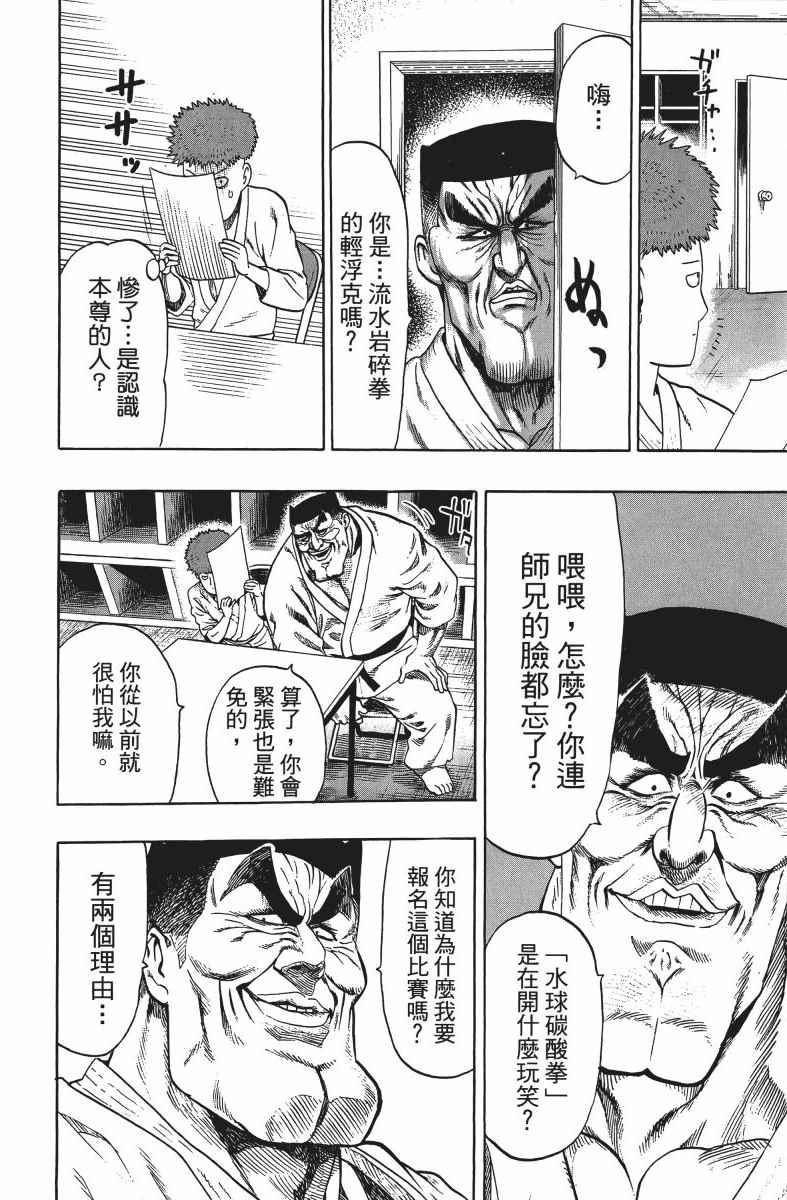 ガチャ…
嗨…
ぬっ
你是…流水岩碎拳
的輕浮克嗎？
ササッ
慘了…是認識
本尊的人？
喂喂，怎麼？你連
師兄的臉都忘了？
「水球碳酸拳」
是在開什麼玩笑？
ガタ
算了，你會
緊張也是難
免的，
你從以前就
很怕我嘛。
你知道為什麼我要
報名這個比賽嗎？
有兩個理由…